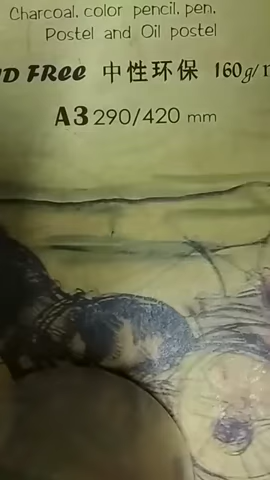 Charcoal. color pencil. pen.
Postel and Oil postel
D FRee 中性环保 160g/
A3 290/420 mm